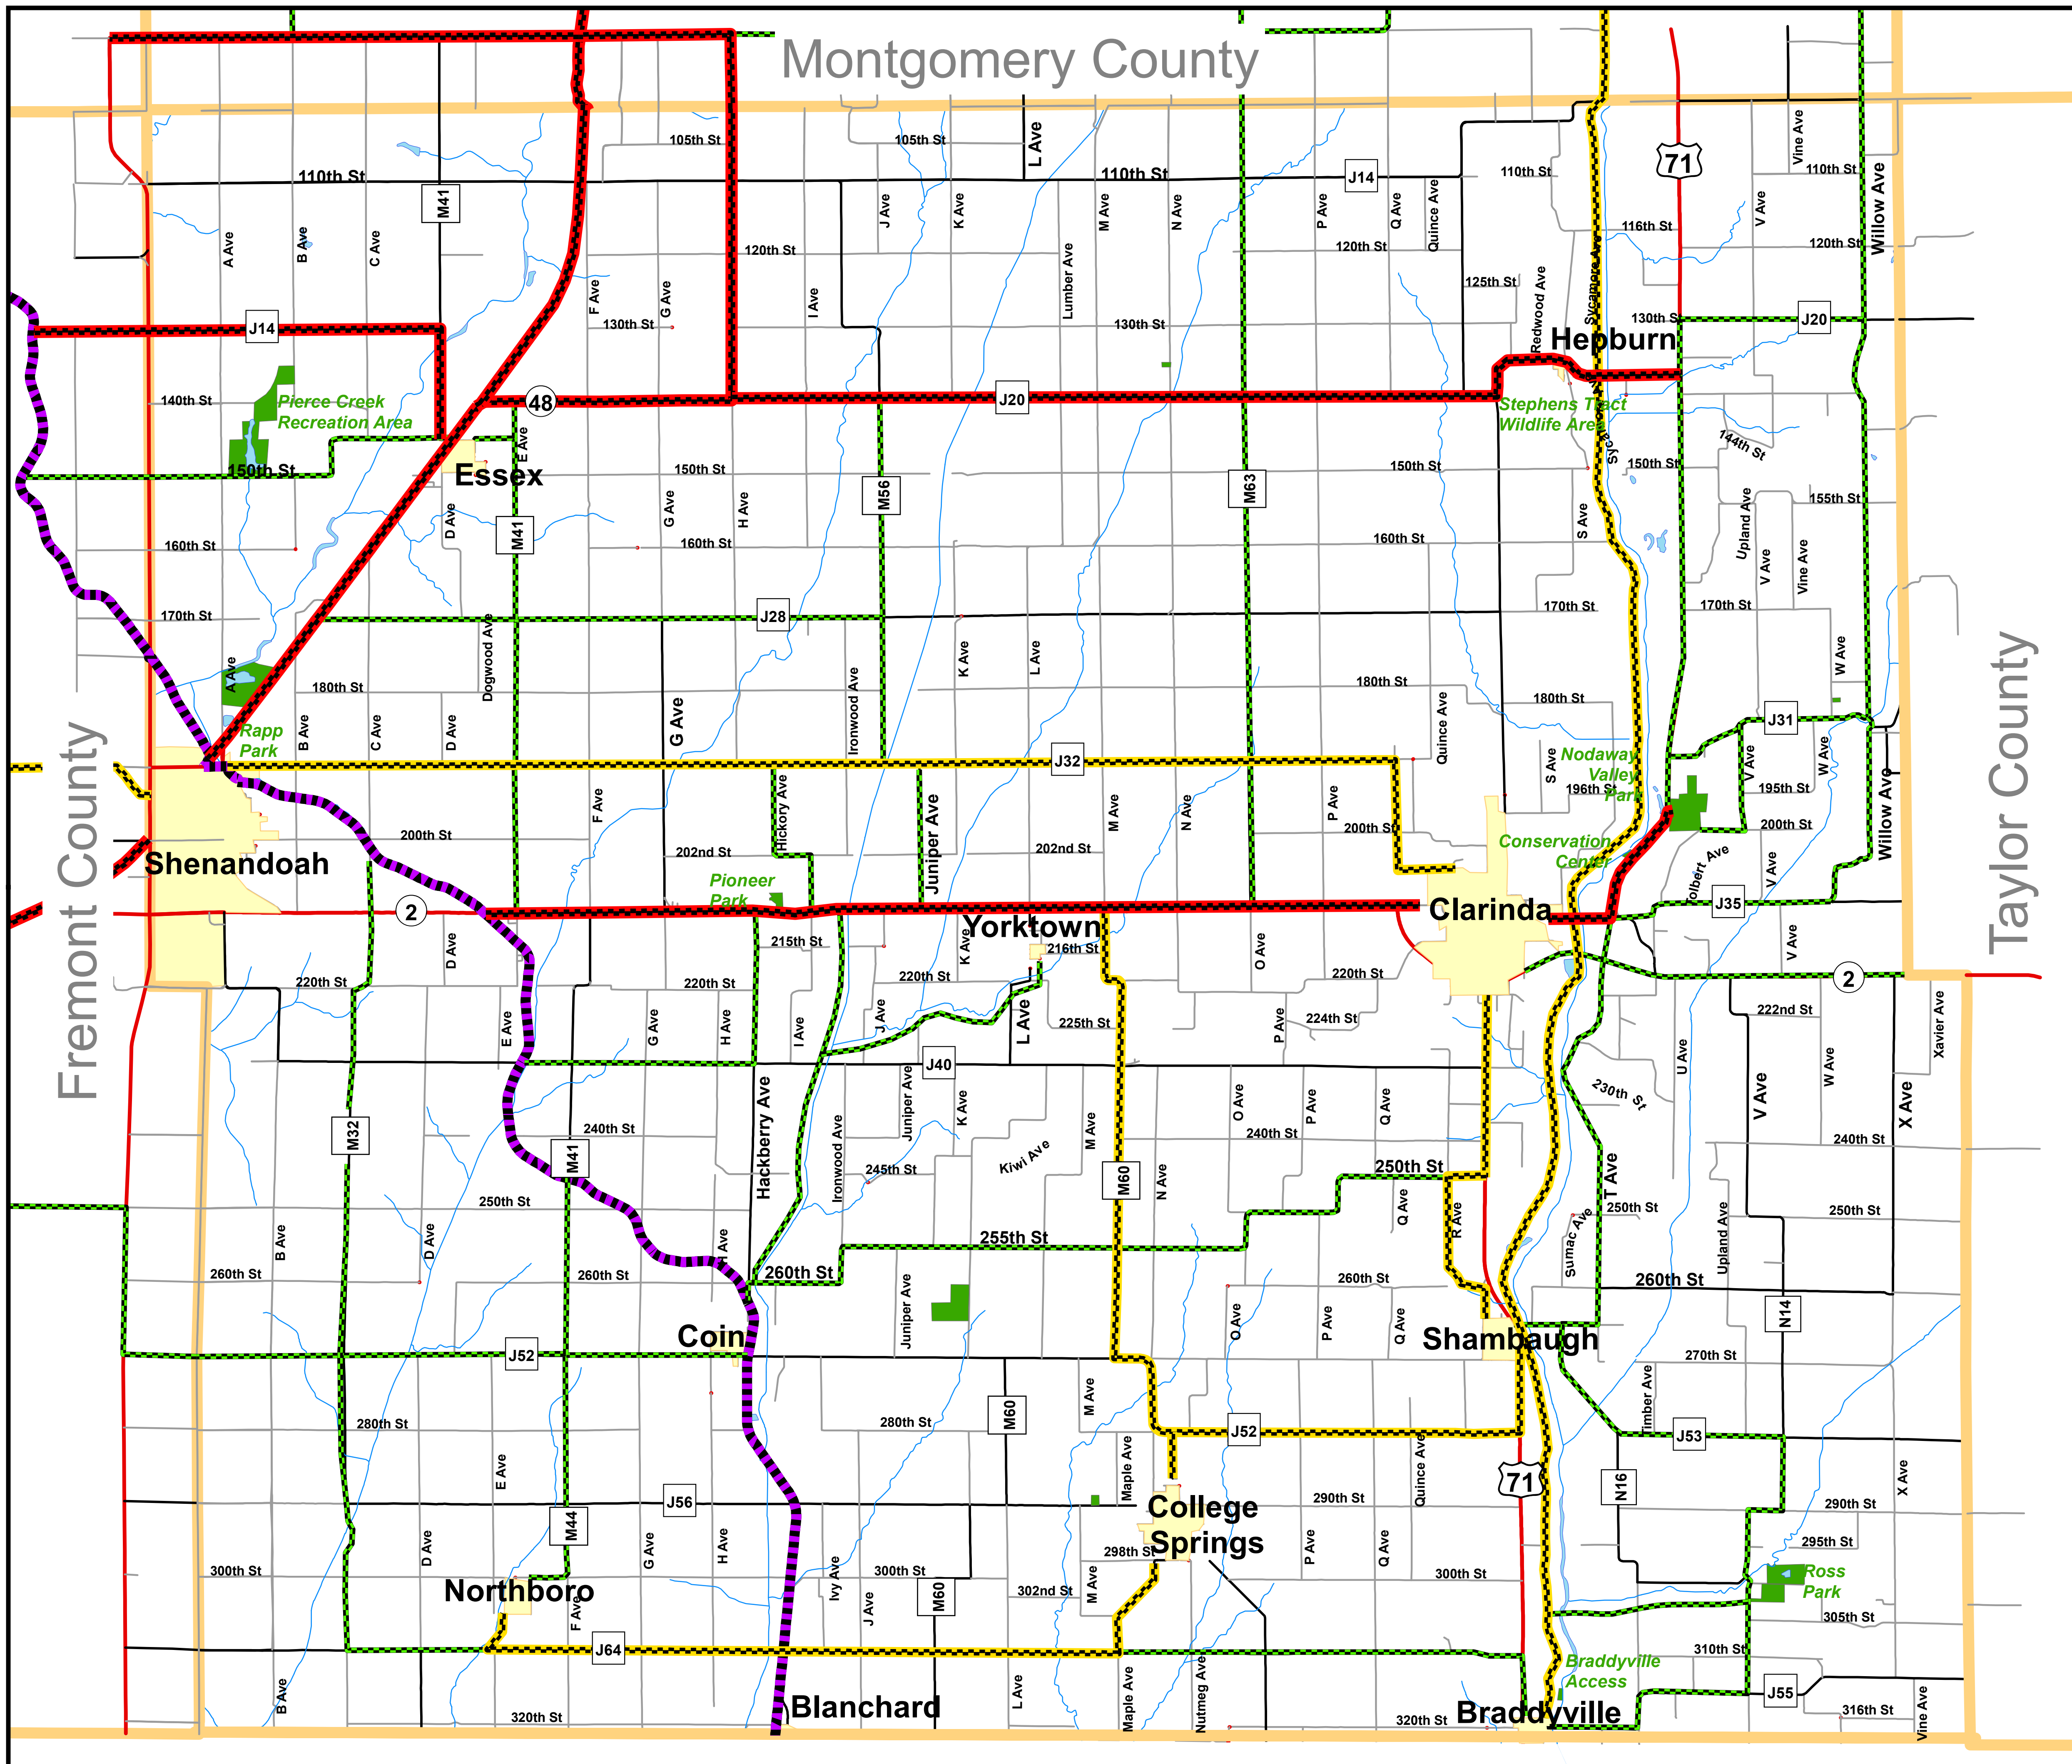 Montgomery County
105th St
105th St
L Ave
Vine Ave
71
110th St
M41
110th St
J14
110th St
110th St
Willow Ave
A Ave
B Ave
C Ave
J Ave
K Ave
M Ave
N Ave
P Ave
Q Ave
Quince Ave
V Ave
116th St
120th St
Lumber Ave
120th St
120th St
125th St
Redwood Ave
F Ave
G Ave
I Ave
J14
130th St
130th St
130th St
J20
Hepburn
140th St
Pierce Creek
Recreation Area
48
J20
Stephens Tract
Wildlife Area
E Ave
144th St
150th St
Essex
150th St
M56
M63
150th St
150th St
155th St
D Ave
M41
G Ave
H Ave
S Ave
Upland Ave
160th St
160th St
160th St
V Ave
Vine Ave
170th St
J28
170th St
170th St
Dogwood Ave
A Ave
180th St
K Ave
L Ave
180th St
180th St
W Ave
Taylor County
Rapp
Park
B Ave
C Ave
D Ave
G Ave
Ironwood Ave
Quince Ave
J31
J32
S Ave
Nodaway
Valley
Park
V Ave
W Ave
196th St
195th St
Fremont County
F Ave
Hickory Ave
Juniper Ave
M Ave
N Ave
P Ave
200th St
200th St
200th St
Willow Ave
Shenandoah
202nd St
202nd St
Conservation
Center
Tolbert Ave
V Ave
Pioneer
Park
2
Yorktown
Clarinda
J35
D Ave
215th St
K Ave
216th St
O Ave
V Ave
220th St
220th St
220th St
220th St
2
E Ave
G Ave
H Ave
I Ave
J Ave
L Ave
225th St
P Ave
224th St
222nd St
Xavier Ave
J40
U Ave
W Ave
M32
M41
240th St
Hackberry Ave
Ironwood Ave
Juniper Ave
K Ave
M Ave
O Ave
P Ave
Q Ave
230th St
V Ave
X Ave
245th St
Kiwi Ave
240th St
240th St
M60
N Ave
250th St
T Ave
250th St
Q Ave
R Ave
Sumac Ave
250th St
Upland Ave
250th St
B Ave
D Ave
H Ave
255th St
260th St
260th St
260th St
260th St
260th St
Juniper Ave
O Ave
P Ave
Q Ave
N14
Coin
Shambaugh
J52
270th St
M60
M Ave
Timber Ave
X Ave
280th St
280th St
J52
J53
E Ave
Maple Ave
Quince Ave
71
N16
J56
College
Springs
290th St
290th St
D Ave
M44
G Ave
H Ave
P Ave
Q Ave
295th St
298th St
300th St
300th St
300th St
Ross
Park
Northboro
F Ave
Ivy Ave
J Ave
M60
302nd St
M Ave
305th St
J64
310th St
Braddyville
Access
B Ave
L Ave
Maple Ave
Nutmeg Ave
J55
Blanchard
320th St
320th St
Braddyville
316th St
Vine Ave